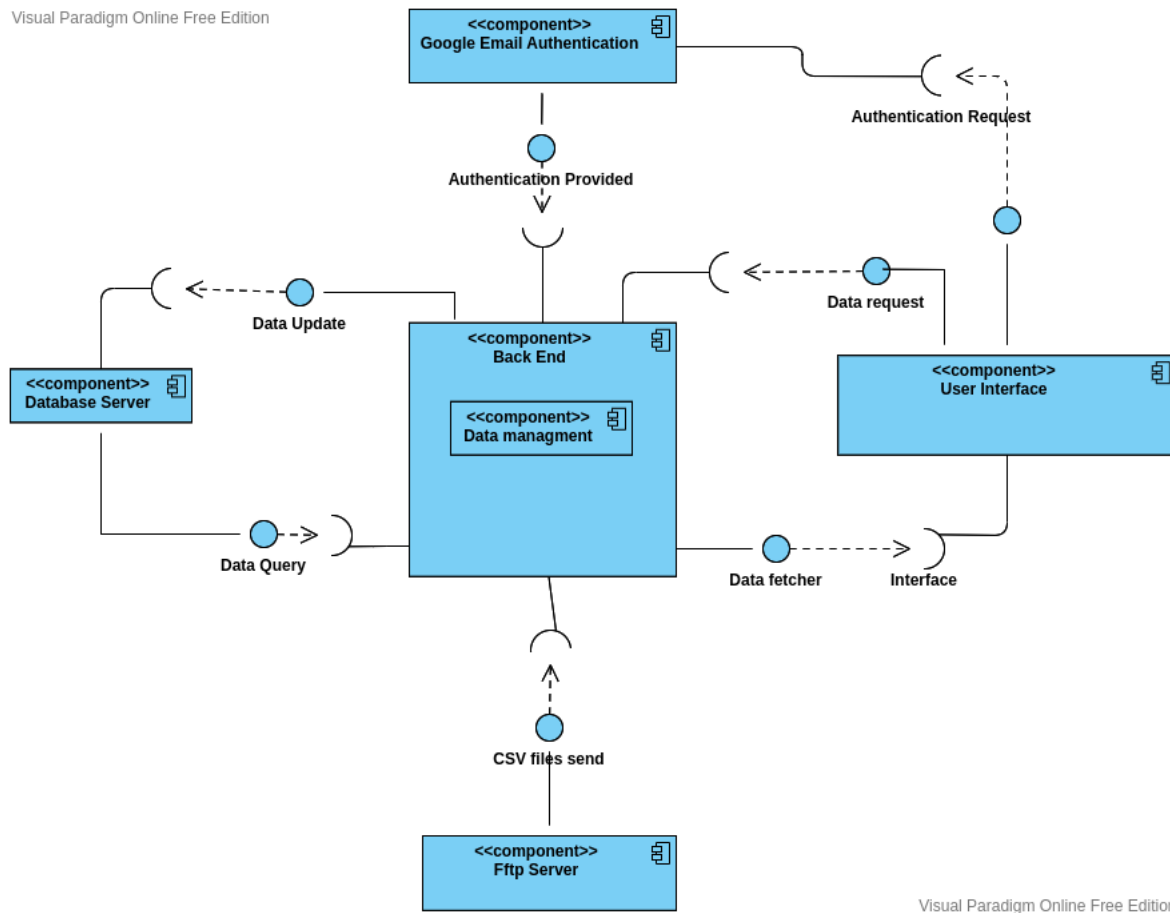 Visual Paradigm Online Free Edition
<<component>>
Google Email Authentication
Authentication Request
Authentication Provided
Data request
Data Update
<<component>>
Back End
<<component>>
Data managment
<<component>>
User Interface
<<component>>
Database Server
Data Query
Data fetcher
Interface
CSV files send
<<component>>
Fftp Server
Visual Paradigm Online Free Edition